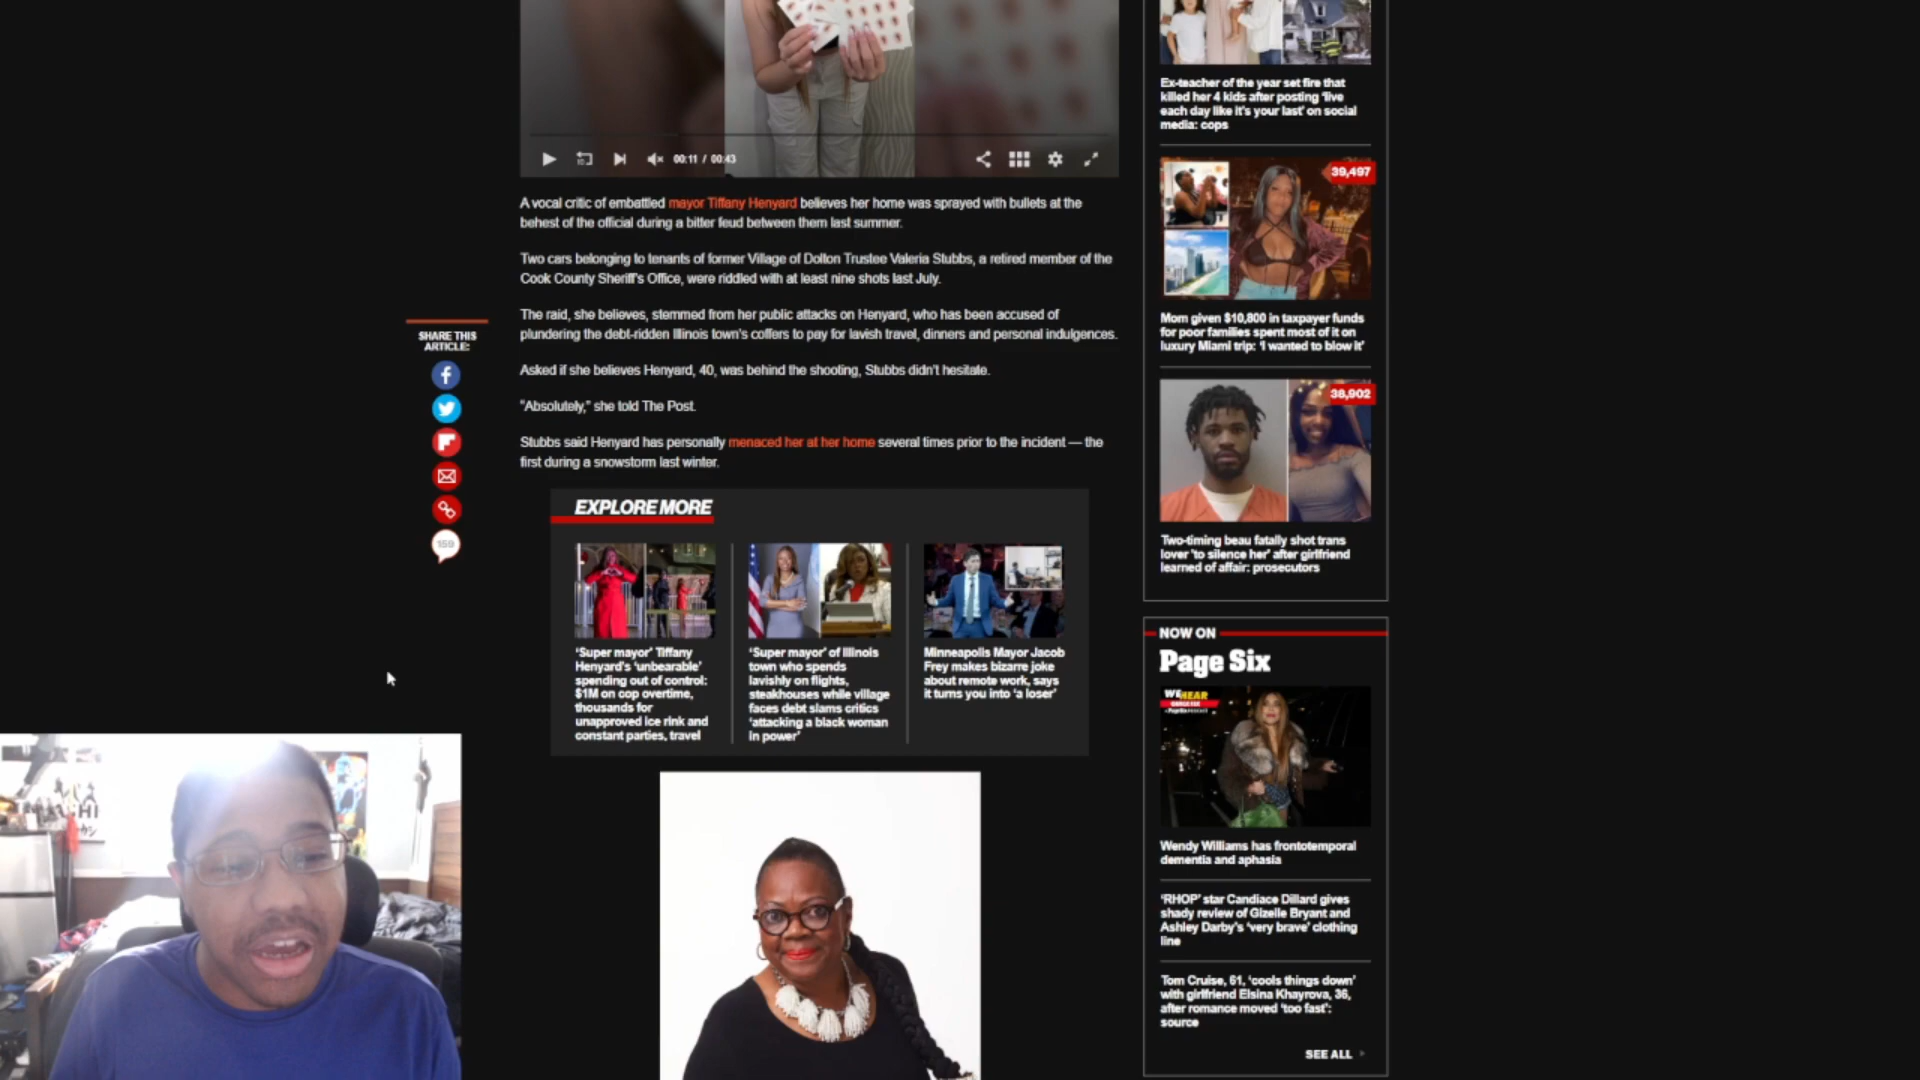 00:11 / 00:43
A vocal critic of embattled mayor Tiffany Henyard believes her home was sprayed with bullets at the
behest of the official during a bitter feud between them last summer.
Two cars belonging to tenants of former Village of Dolton Trustee Valeria Stubbs, a retired member of the
Cook County Sheriff's Office, were riddled with at least nine shots last July.
The raid, she believes, stemmed from her public attacks on Henyard, who has been accused of
plundering the debt-ridden Illinois town's coffers to pay for lavish travel, dinners and personal indulgences.
Asked if she believes Henyard, 40, was behind the shooting, Stubbs didn't hesitate.
"Absolutely," she told The Post.
Stubbs said Henyard has personally menaced her at her home several times prior to the incident — the
first during a snowstorm last winter.
SHARE THIS
ARTICLE:
159
EXPLORE MORE
'Super mayor' Tiffany
Henyard's 'unbearable'
spending out of control:
$1M on cop overtime,
thousands for
unapproved ice rink and
constant parties, travel
'Super mayor' of Illinois
town who spends
lavishly on flights,
steakhouses while village
faces debt slams critics
'attacking a black woman
in power'
Minneapolis Mayor Jacob
Frey makes bizarre joke
about remote work, says
it turns you into 'a loser'
Ex-teacher of the year set fire that
killed her 4 kids after posting 'live
each day like it's your last' on social
media: cops
39,497
Mom given $10,800 in taxpayer funds
for poor families spent most of it on
luxury Miami trip: 'I wanted to blow it'
38,902
Two-timing beau fatally shot trans
lover 'to silence her' after girlfriend
learned of affair: prosecutors
NOW ON
Page Six
WE HEAR
Wendy Williams has frontotemporal
dementia and aphasia
'RHOP' star Candiace Dillard gives
shady review of Gizelle Bryant and
Ashley Darby's 'very brave' clothing
line
Tom Cruise, 61, 'cools things down'
with girlfriend Elsina Khayrova, 36,
after romance moved 'too fast':
source
SEE ALL